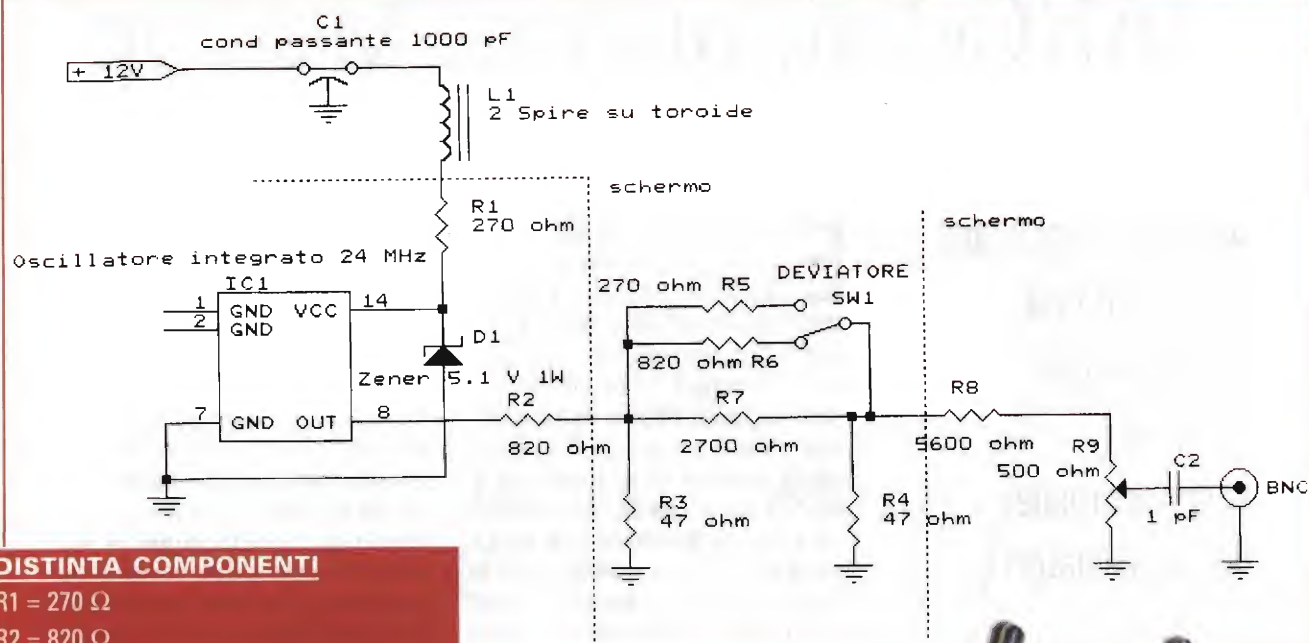 C1
cond passante 1000 pF
+ 12V
L1
2 Spire su toroide
schermo
schermo
R1
270 ohm
Oscillatore integrato 24 MHz
IC1
1 GND VCC 14
2 GND
7 GND OUT 8
D1
Zener 5.1 V 1W
R2
820 ohm
270 ohm R5
DEVIATORE
SW1
820 ohm R6
R7
2700 ohm
R3
47 ohm
R4
47 ohm
R8
5600 ohm
R9
500 ohm
C2
1 pF
BNC
DISTINTA COMPONENTI
R1 = 270 Ω
R2 = 820 Ω